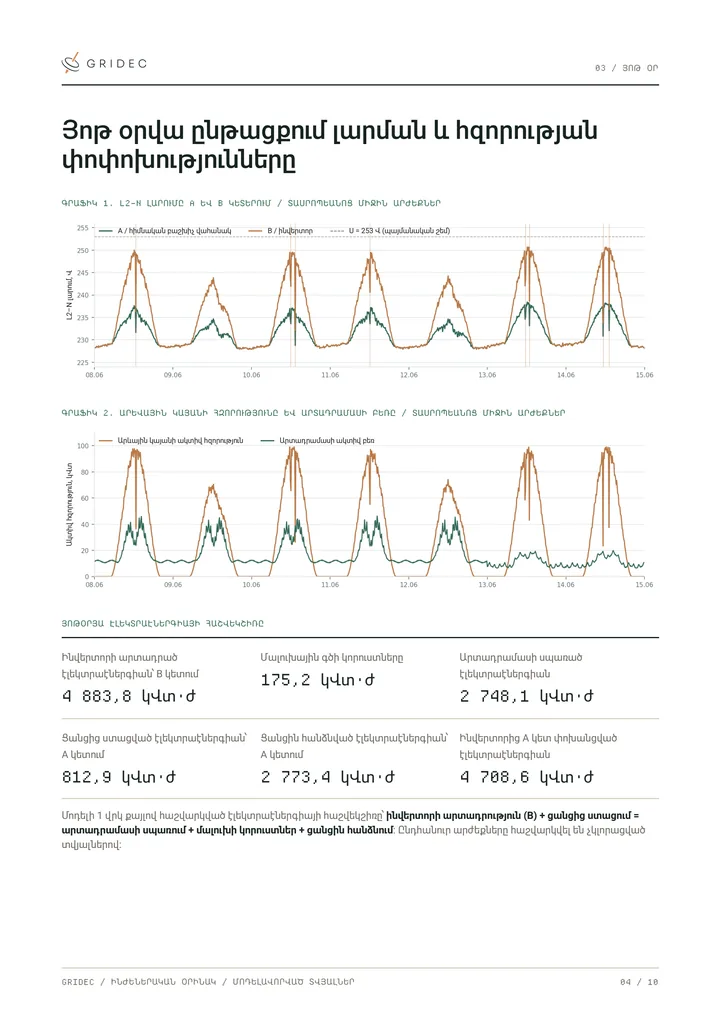 GRIDEC
03 / ՅՈԹ ՕՐ
Յոթ օրվա ընթացքում լարման և հզորության
փոփոխությունները
ԳՐԱՖԻԿ 1. L2–N ԼԱՐՈՒՄԸ A ԵՎ B ԿԵՏԵՐՈՒՄ / ՏԱՍՐՈՊԵԱՆՈՑ ՄԻՋԻՆ ԱՐԺԵՔՆԵՐ
A / հիմնական բաշխիչ վահանակ
B / ինվերտոր
U = 253 Վ (պայմանական շեմ)
L2–N լարում, Վ
255
250
245
240
235
230
225
08.06 09.06 10.06 11.06 12.06 13.06 14.06 15.06
ԳՐԱՖԻԿ 2. ԱՐԵՎԱՅԻՆ ԿԱՅԱՆԻ ՀԶՈՐՈՒԹՅՈՒՆԸ ԵՎ ԱՐՏԱԴՐԱՄԱՍԻ ԲԵՌԸ / ՏԱՍՐՈՊԵԱՆՈՑ ՄԻՋԻՆ ԱՐԺԵՔՆԵՐ
Արևային կայանի ակտիվ հզորություն
Արտադրամասի ակտիվ բեռ
Ակտիվ հզորություն, կՎտ
100
80
60
40
20
0
08.06 09.06 10.06 11.06 12.06 13.06 14.06 15.06
ՅՈԹՕՐՅԱ ԷԼԵԿՏՐԱԷՆԵՐԳԻԱՅԻ ՀԱՇՎԵԿՇԻՌԸ
Ինվերտորի արտադրած
էլեկտրաէներգիան՝ B կետում
4 883,8 կՎտ·ժ
Մալուխային գծի կորուստները
175,2 կՎտ·ժ
Արտադրամասի սպառած
էլեկտրաէներգիան
2 748,1 կՎտ·ժ
Ցանցից ստացված էլեկտրաէներգիան՝
A կետում
812,9 կՎտ·ժ
Ցանցին հանձնված էլեկտրաէներգիան՝
A կետում
2 773,4 կՎտ·ժ
Ինվերտորից A կետ փոխանցված
էլեկտրաէներգիան
4 708,6 կՎտ·ժ
Մոդելի 1 վրկ քայլով հաշվարկված էլեկտրաէներգիայի հաշվեկշիռը՝ ինվերտորի արտադրություն (B) + ցանցից ստացում =
արտադրամասի սպառում + մալուխի կորուստներ + ցանցին հանձնում: Ընդհանուր արժեքները հաշվարկվել են չկլորացված
տվյալներով:
GRIDEC / ԻՆԺԵՆԵՐԱԿԱՆ ՕՐԻՆԱԿ / ՄՈԴԵԼԱՎՈՐՎԱԾ ՏՎՅԱԼՆԵՐ
04 / 10